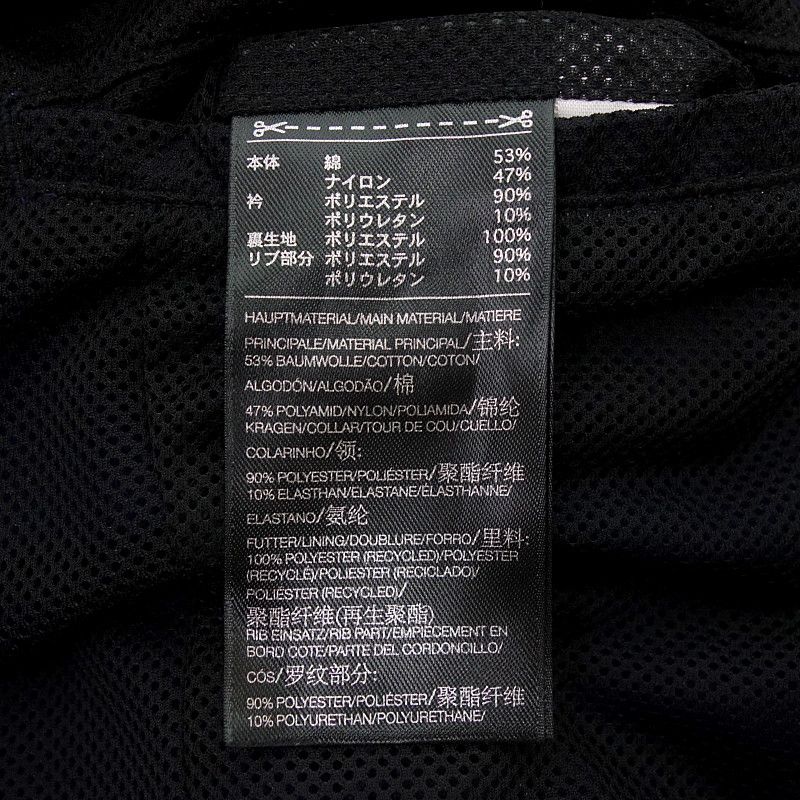 本体 綿 53%
ナイロン 47%
衿 ポリエステル 90%
ポリウレタン 10%
裏生地 ポリエステル 100%
リブ部分 ポリエステル 90%
ポリウレタン 10%
HAUPTMATERIAL/MAIN MATERIAL/MATIERE
PRINCIPALE/MATERIAL PRINCIPAL/主料:
53% BAUMWOLLE/COTTON/COTON/
ALGODÓN/ALGODÃO/棉
47% POLYAMID/NYLON/POLIAMIDA/锦纶
KRAGEN/COLLAR/TOUR DE COU/CUELLO/
COLARINHO/领:
90% POLYESTER/POLIÉSTER/聚酯纤维
10% ELASTHAN/ELASTANE/ÉLASTHANNE/
ELASTANO/氨纶
FUTTER/LINING/DOUBLURE/FORRO/里料:
100% POLYESTER (RECYCLED)/POLYESTER
(RECYCLÉ)/POLIESTER (RECICLADO)/
POLIÉSTER (RECYCLED)/
聚酯纤维(再生聚酯)
RIB EINSATZ/RIB PART/EMPIECEMENT EN
BORD COTE/PARTE DEL CORDONCILLO/
CÓS/罗纹部分:
90% POLYESTER/POLIÉSTER/聚酯纤维
10% POLYURETHAN/POLYURETHANE/